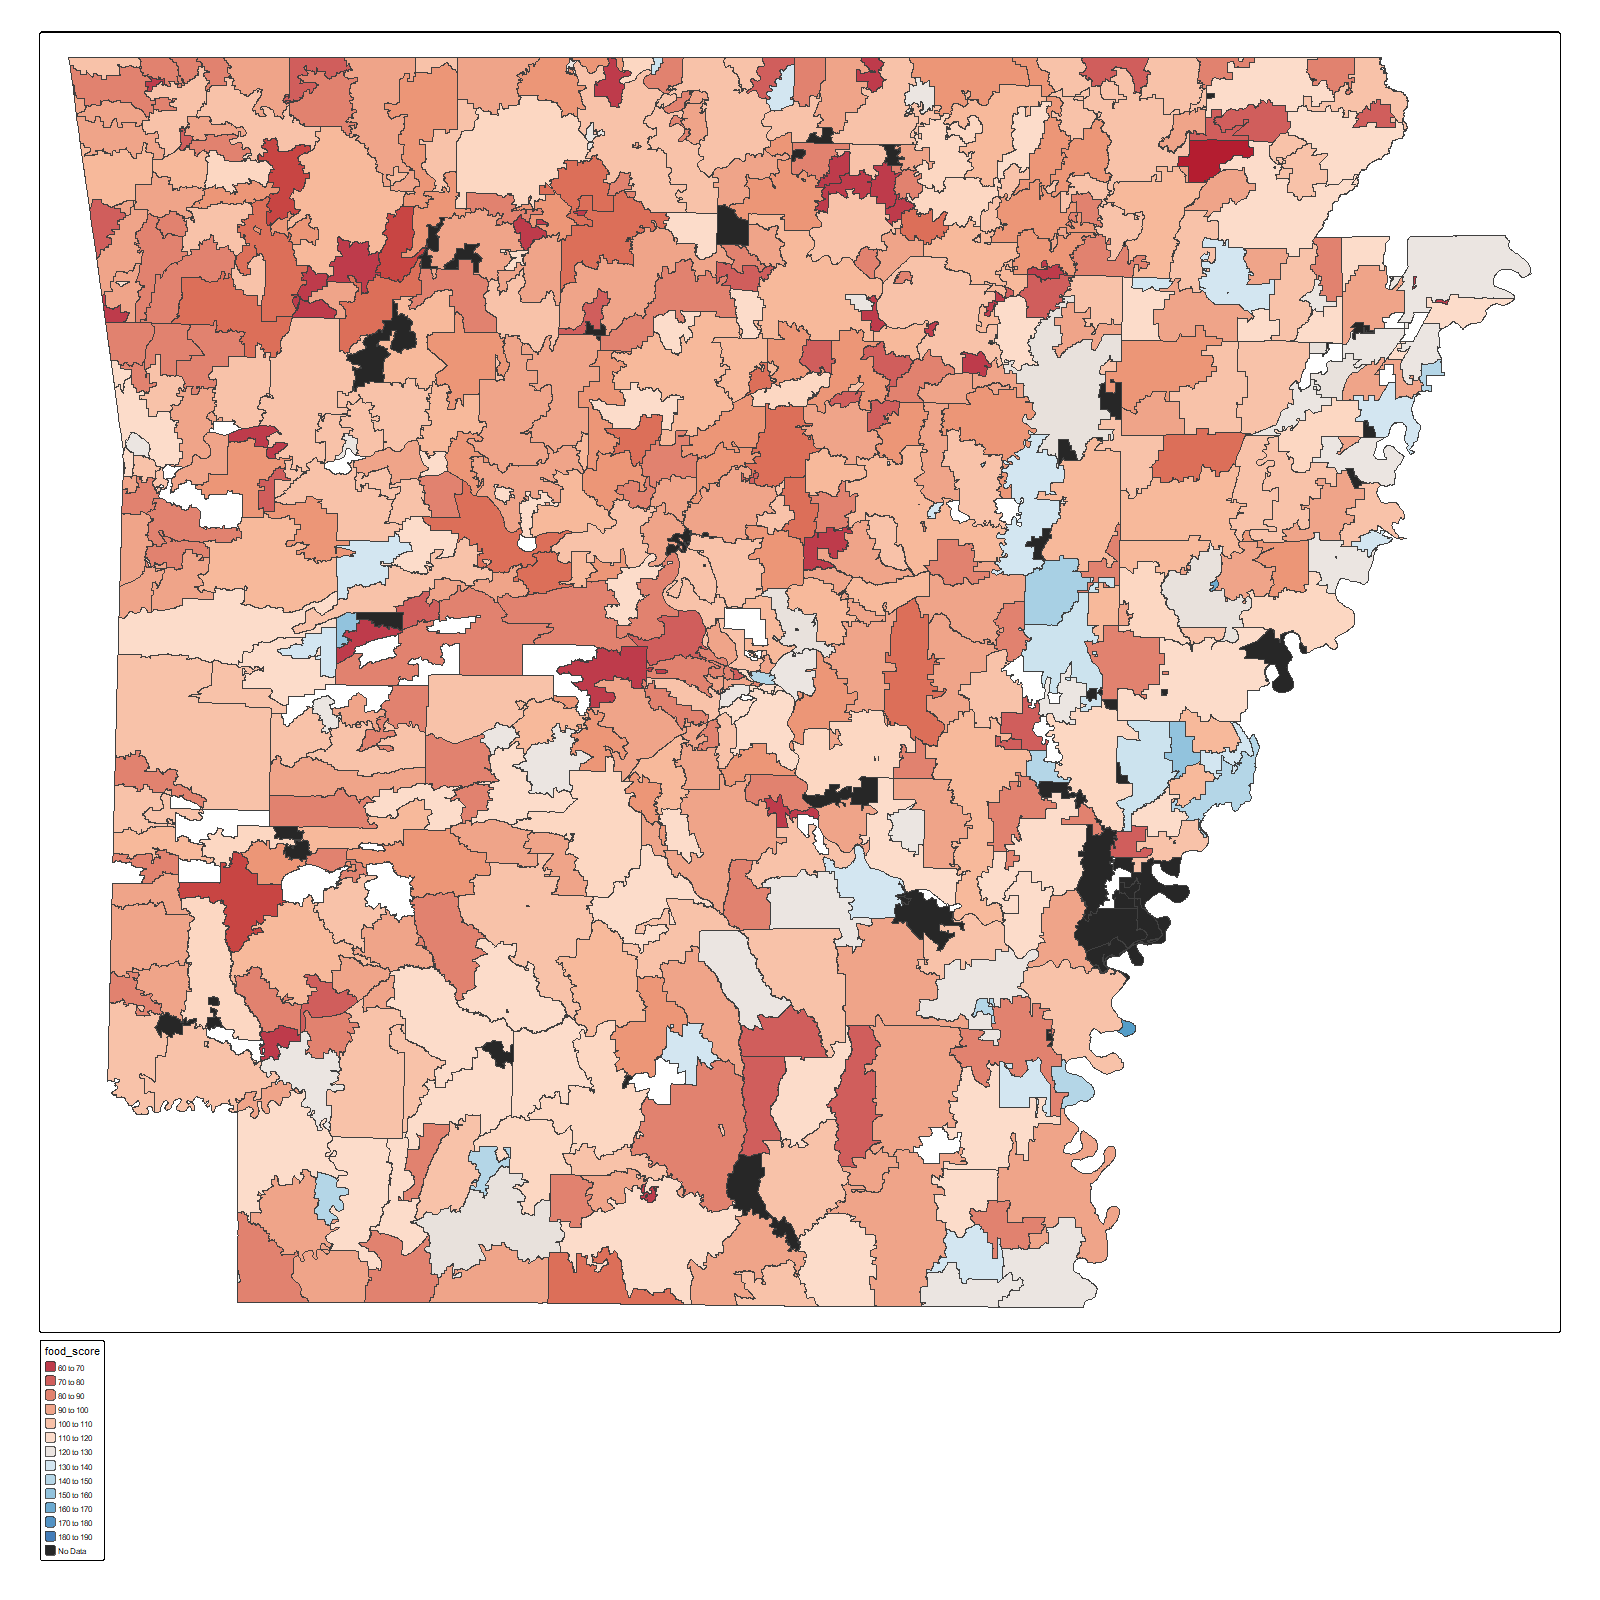 food_score
60 to 70
70 to 80
80 to 90
90 to 100
100 to 110
110 to 120
120 to 130
130 to 140
140 to 150
150 to 160
160 to 170
170 to 180
180 to 190
No Data